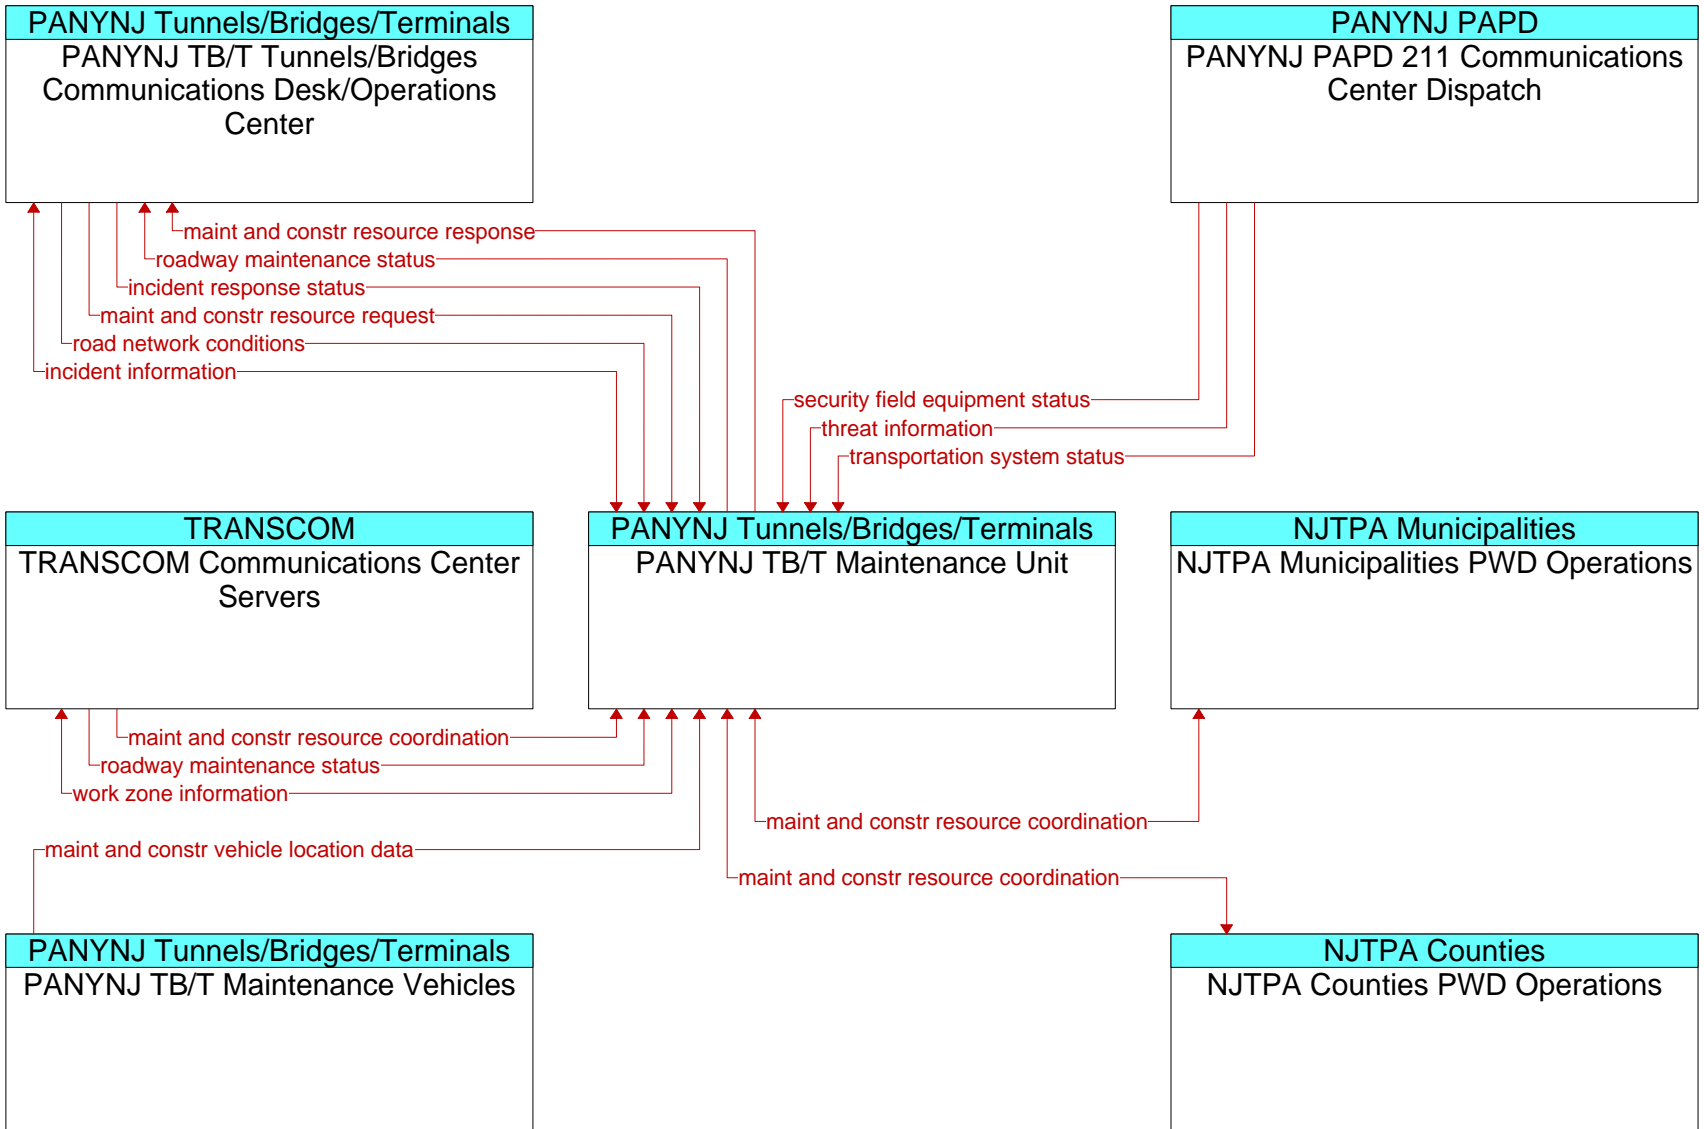 PANYNJ Tunnels/Bridges/Terminals
PANYNJ TB/T Tunnels/Bridges
Communications Desk/Operations
Center
PANYNJ PAPD
PANYNJ PAPD 211 Communications
Center Dispatch
maint and constr resource response
roadway maintenance status
incident response status
maint and constr resource request
road network conditions
incident information
security field equipment status
threat information
transportation system status
TRANSCOM
TRANSCOM Communications Center
Servers
PANYNJ Tunnels/Bridges/Terminals
PANYNJ TB/T Maintenance Unit
NJTPA Municipalities
NJTPA Municipalities PWD Operations
maint and constr resource coordination
roadway maintenance status
work zone information
maint and constr resource coordination
maint and constr vehicle location data
maint and constr resource coordination
PANYNJ Tunnels/Bridges/Terminals
PANYNJ TB/T Maintenance Vehicles
NJTPA Counties
NJTPA Counties PWD Operations